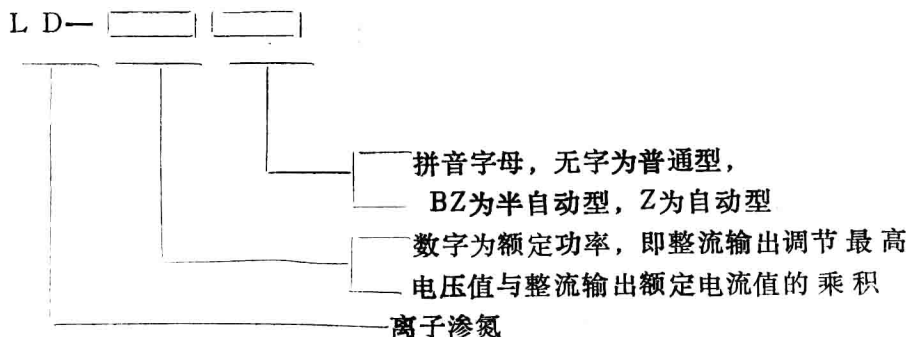 L D—
拼音字母，无字为普通型，
BZ为半自动型，Z为自动型
数字为额定功率，即整流输出调节最高
电压值与整流输出额定电流值的乘积
离子渗氮